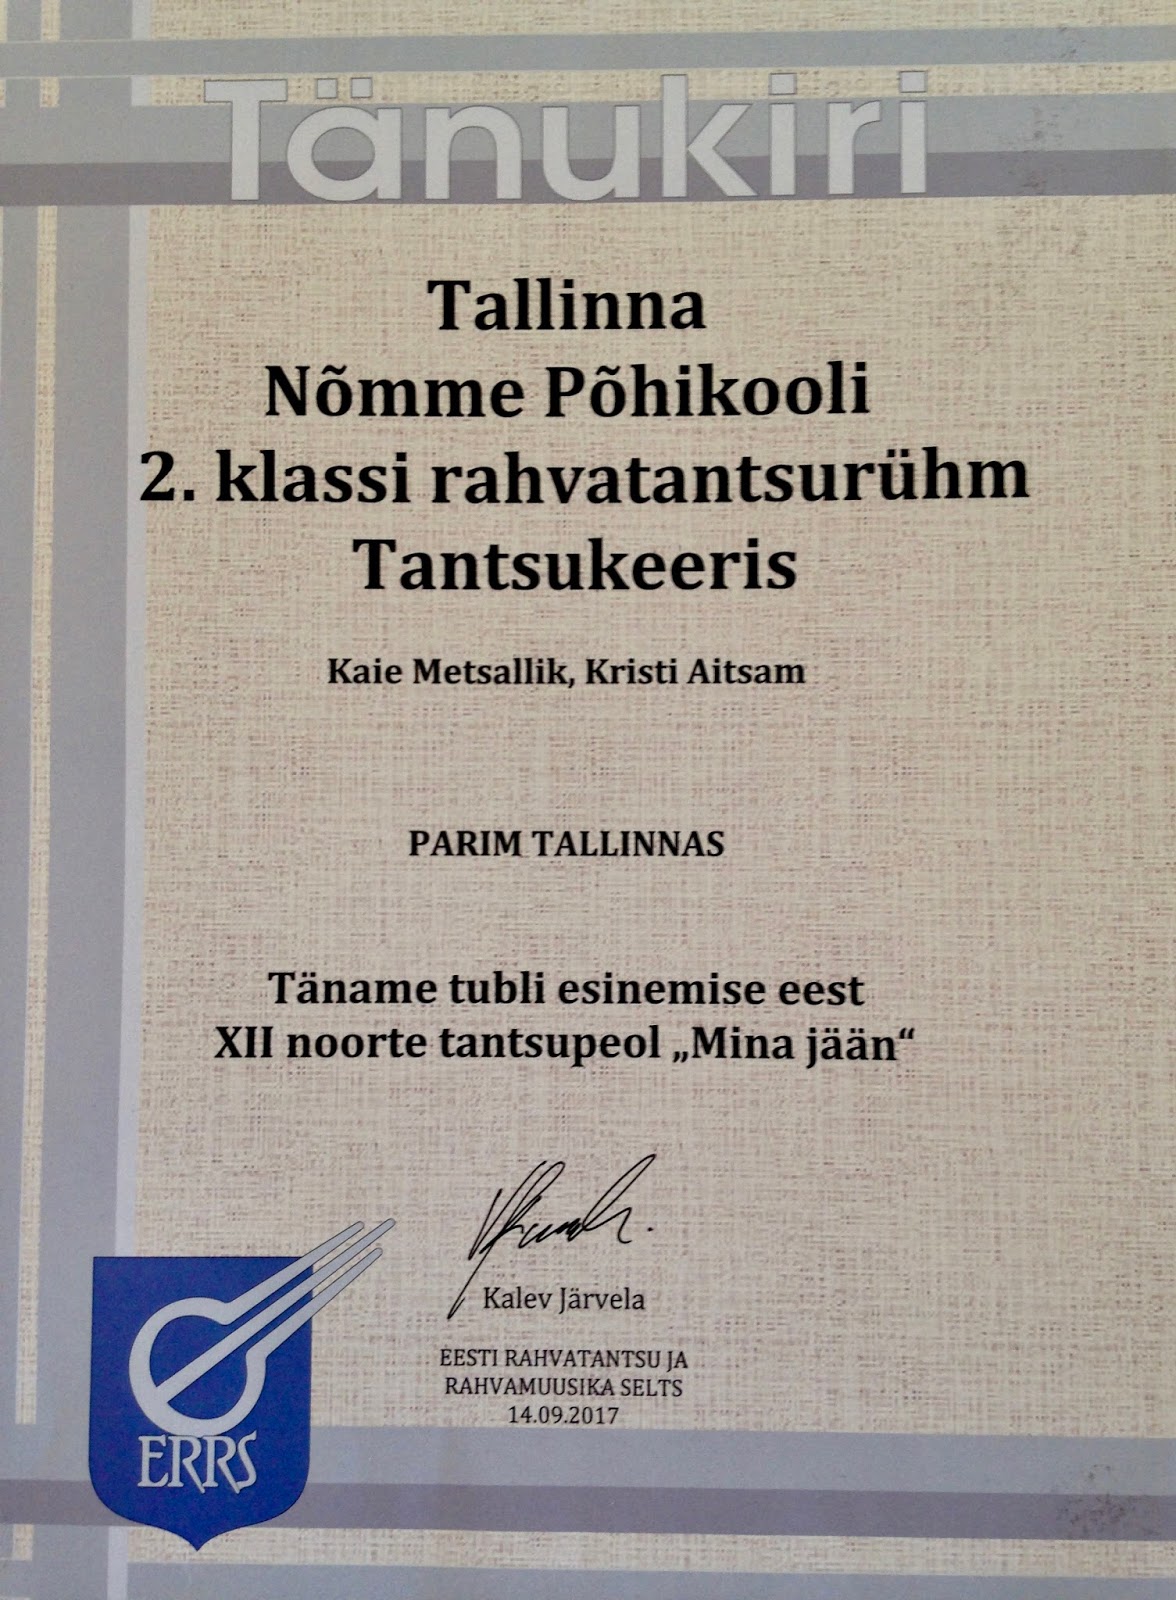 Tänukiri
Tallinna
Nõmme Põhikooli
2. klassi rahvatantsurühm
Tantsukeeris
Kaie Metsallik, Kristi Aitsam
PARIM TALLINNAS
Täname tubli esinemise eest
XII noorte tantsupeol „Mina jään“
Kalev Järvela
EESTI RAHVATANTSU JA
RAHVAMUUSIKA SELTS
14.09.2017
ERRS